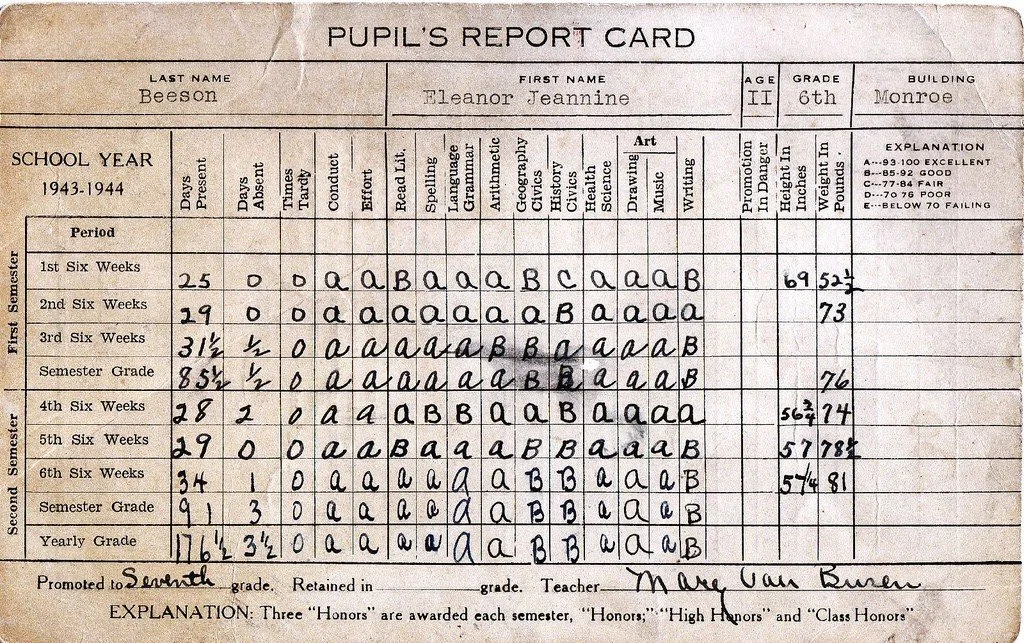 PUPIL'S REPORT CARD
LAST NAME FIRST NAME AGE GRADE BUILDING
Beeson Eleanor Jeannine II 6th Monroe
SCHOOL YEAR
1943-1944
Days Present Days Absent Times Tardy Conduct Effort Read Lit. Spelling Language Grammar Arithmetic Geography Civics History Civics Health Science Art Drawing Music Writing Promotion In Danger Height In Inches Weight In Pounds.
EXPLANATION
A---93-100 EXCELLENT
B---85-92 GOOD
C---77-84 FAIR
D---70 76 POOR
E---BELOW 70 FAILING
Period
First Semester
1st Six Weeks 25 0 0 a a B a a a B C a a a B 69 52½
2nd Six Weeks 29 0 0 a a a a a a a B a a a a 73
3rd Six Weeks 31½ ½ 0 a a a a a B B a a a a B
Semester Grade 85½ ½ 0 a a a a a a B B a a a B 76
Second Semester
4th Six Weeks 28 2 0 a a a B B a a B a a a a 56¾ 74
5th Six Weeks 29 0 0 a a B a a a B B a a a B 57 78½
6th Six Weeks 34 1 0 a a a a a a B B a a a B 57¼ 81
Semester Grade 91 3 0 a a a a a a B B a a a B
Yearly Grade 176½ 3½ 0 a a a a a a B B a a a B
Promoted to Seventh grade. Retained in grade. Teacher Mary Van Buren
EXPLANATION: Three "Honors" are awarded each semester, "Honors;" "High Honors" and "Class Honors"